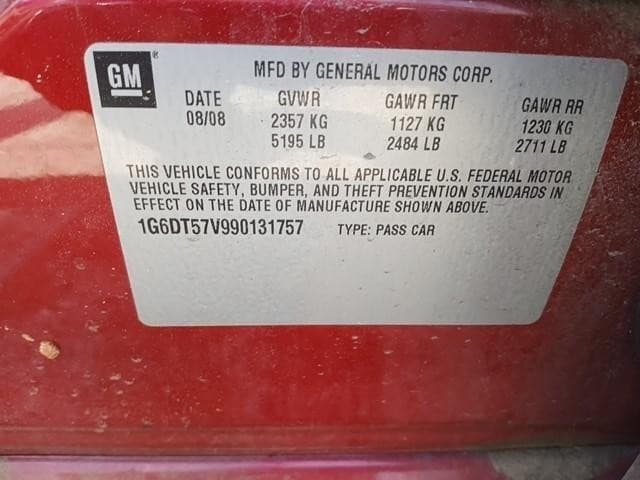 GM ®
MFD BY GENERAL MOTORS CORP.
DATE GVWR GAWR FRT GAWR RR
08/08 2357 KG 1127 KG 1230 KG
5195 LB 2484 LB 2711 LB
THIS VEHICLE CONFORMS TO ALL APPLICABLE U.S. FEDERAL MOTOR
VEHICLE SAFETY, BUMPER, AND THEFT PREVENTION STANDARDS IN
EFFECT ON THE DATE OF MANUFACTURE SHOWN ABOVE.
1G6DT57V990131757 TYPE: PASS CAR